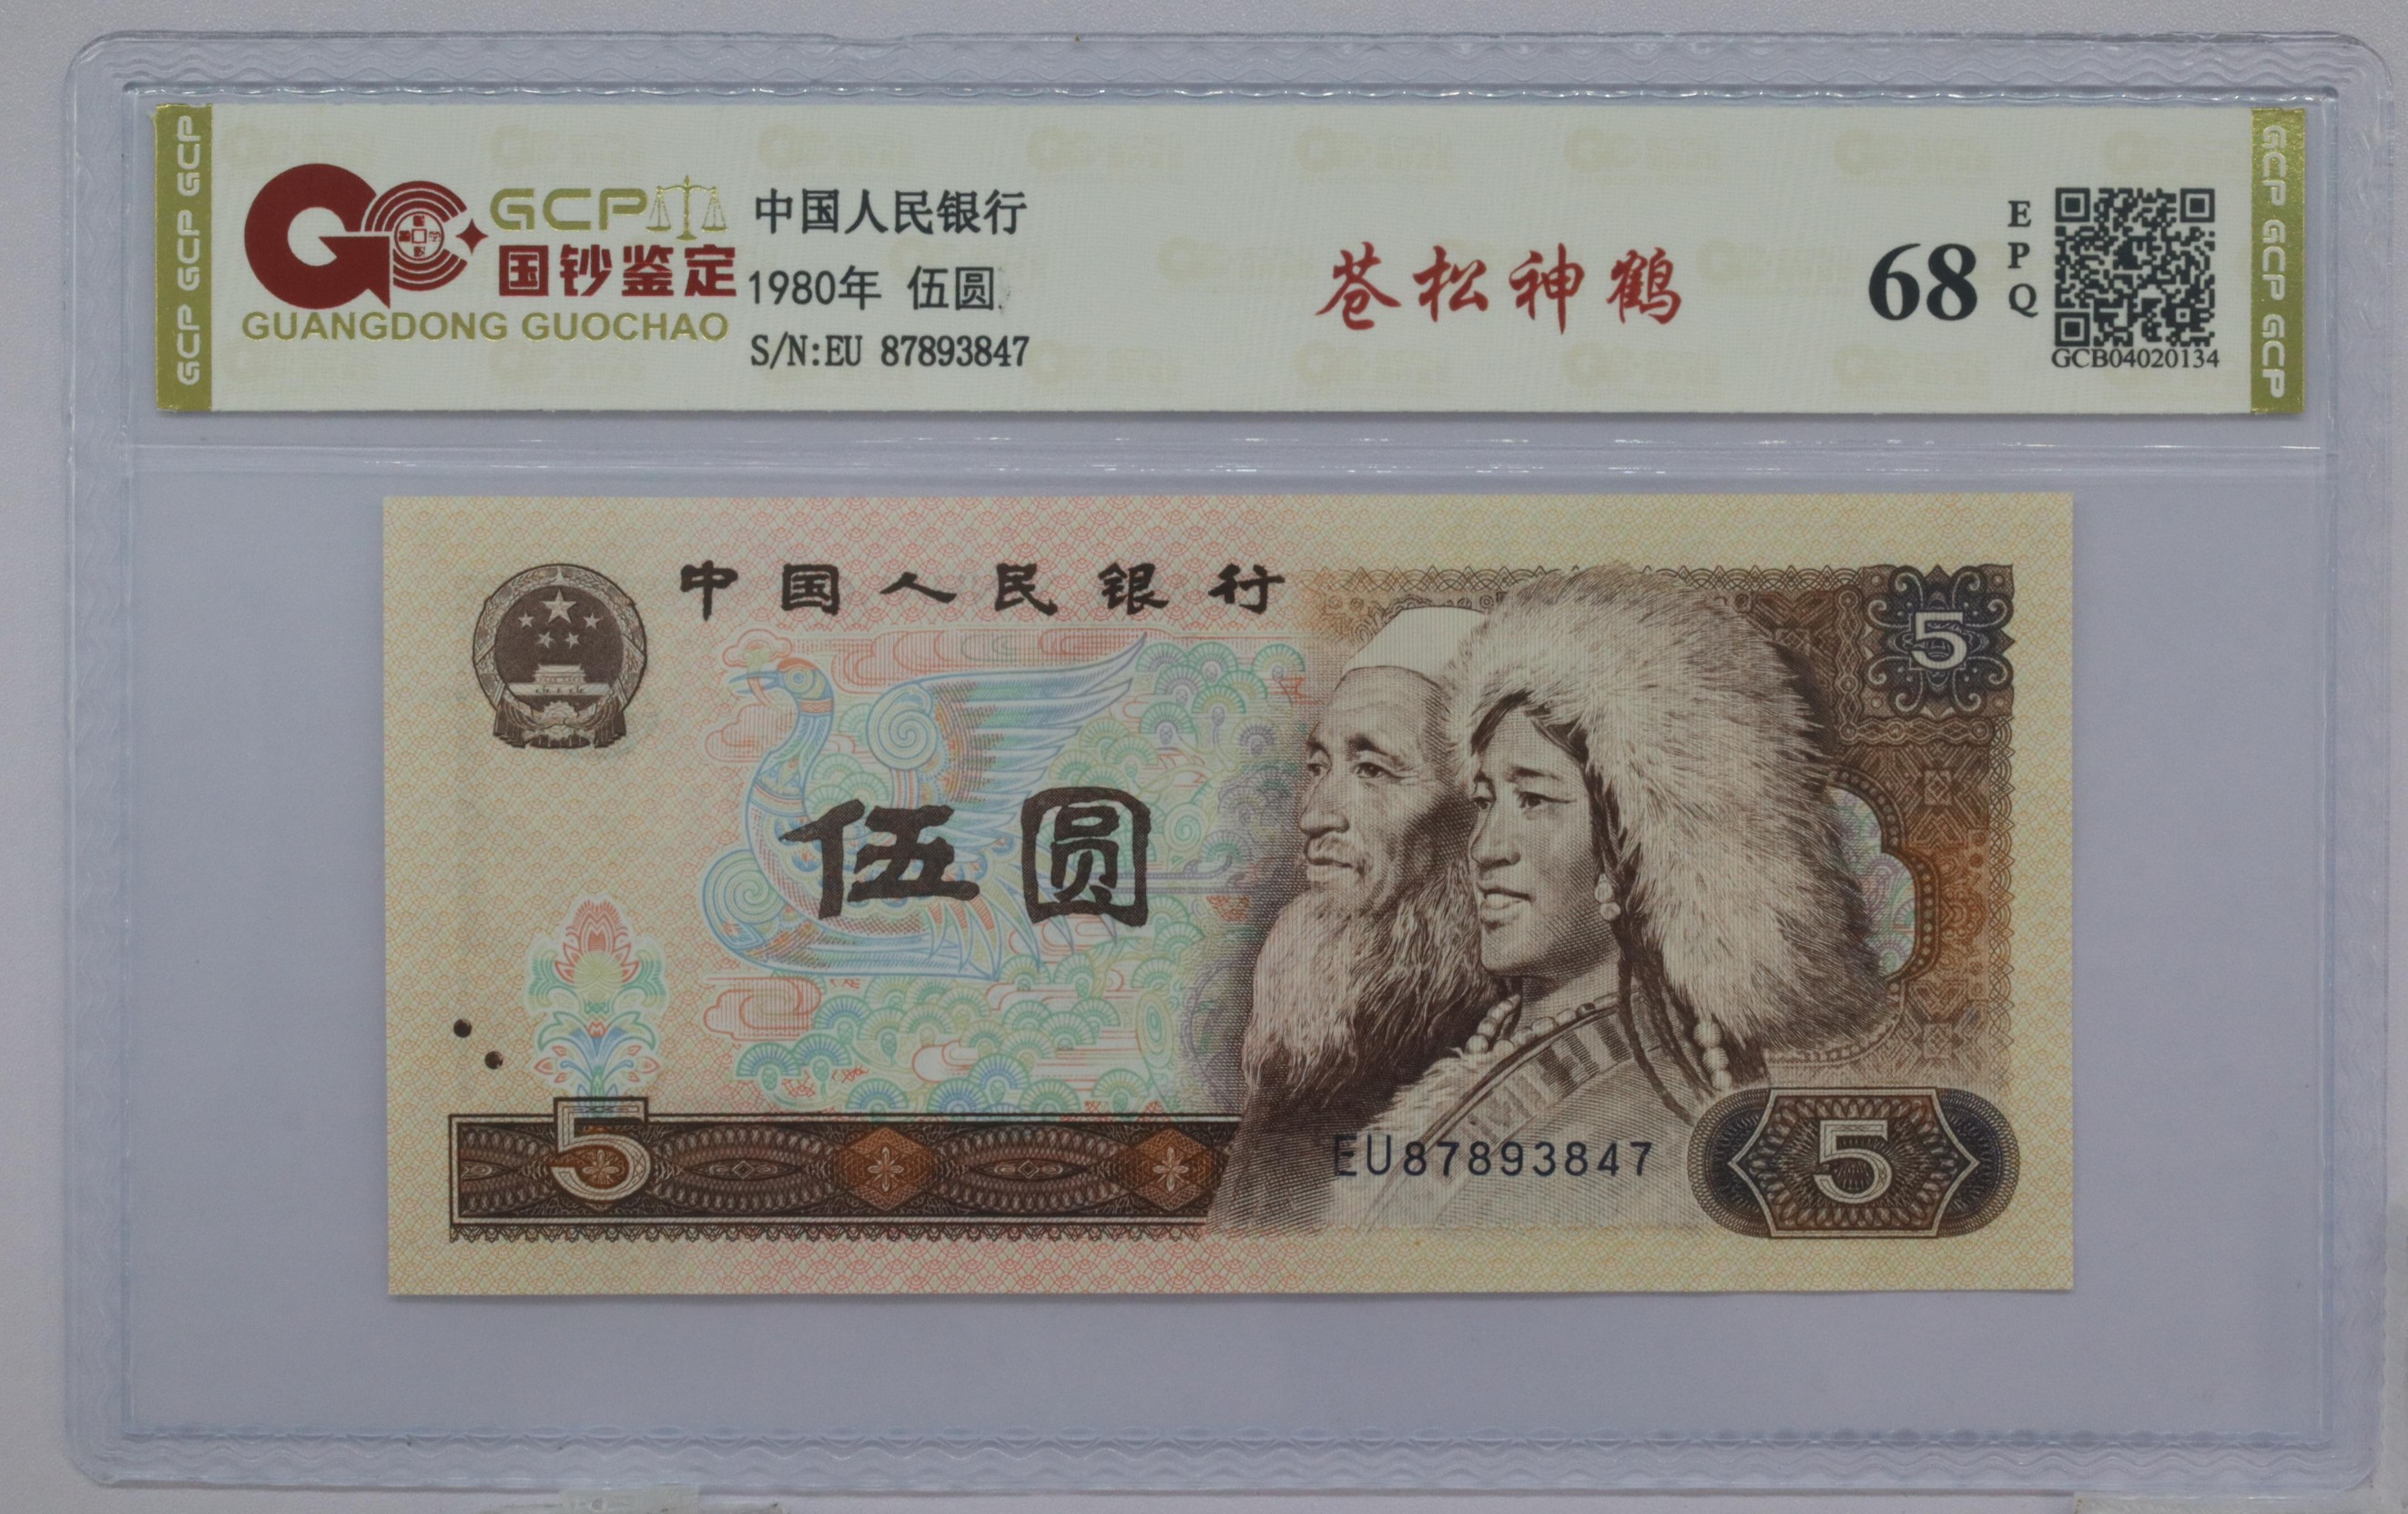 GCP GCP GCP
GCP
国钞鉴定
GUANGDONG GUOCHAO
中国人民银行
1980年 伍圆
S/N:EU 87893847
苍松神鹤
68
EPQ
GCB04020134
GCP GCP GCP
中国人民银行
5
伍圆
5
EU87893847
5